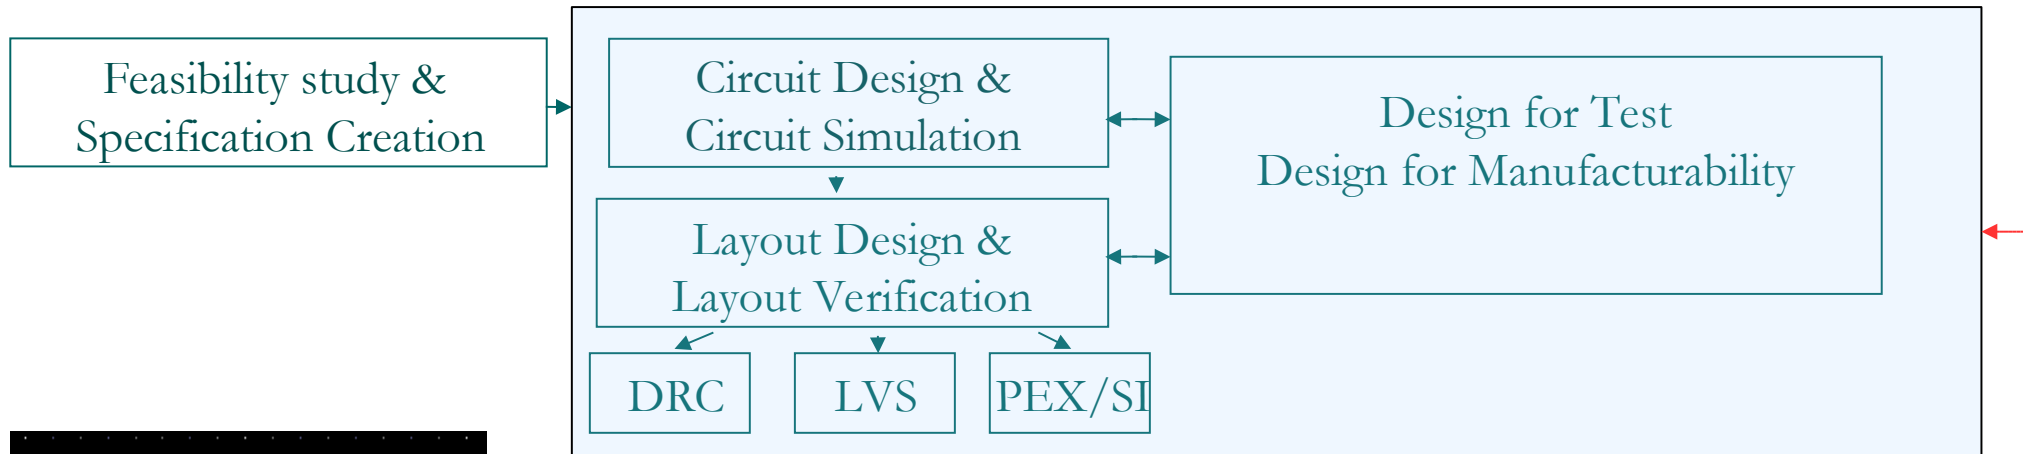 Feasibility study &
Specification Creation
Circuit Design &
Circuit Simulation
Design for Test
Design for Manufacturability
Layout Design &
Layout Verification
DRC
LVS
PEX/SI